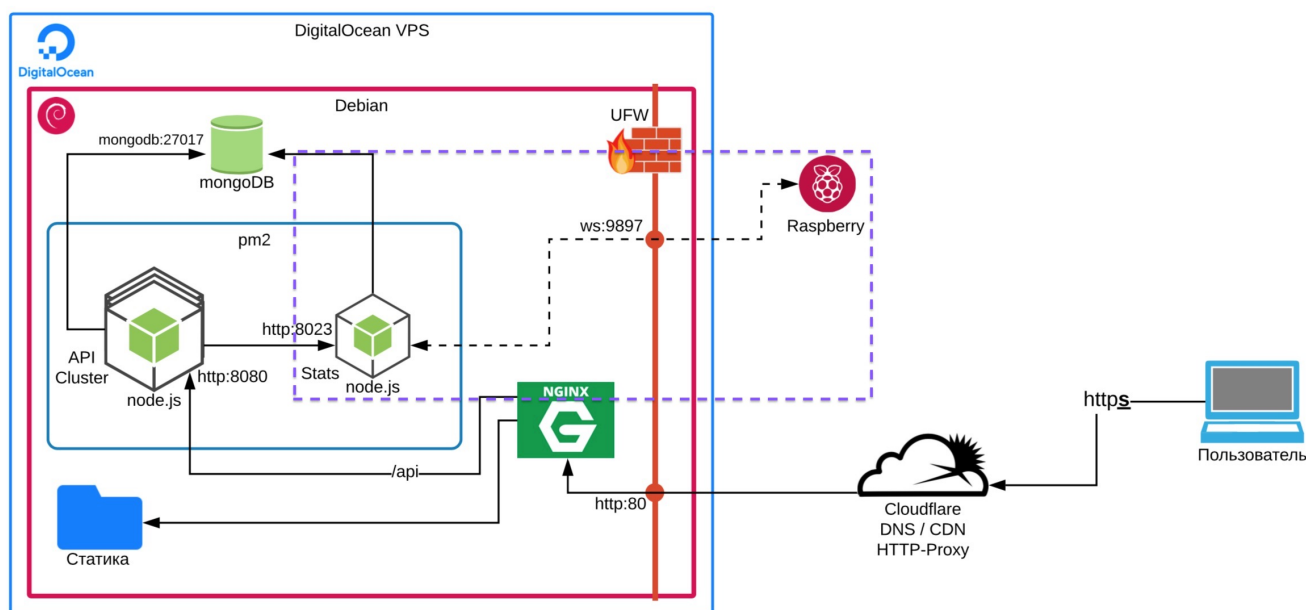 DigitalOcean VPS
DigitalOcean
Debian
UFW
mongodb:27017
mongoDB
ws:9897
Raspberry
pm2
http:8023
API
Cluster
http:8080
Stats
node.js
node.js
NGINX
G
https
Пользователь
/api
http:80
Cloudflare
DNS / CDN
HTTP-Proxy
Статика